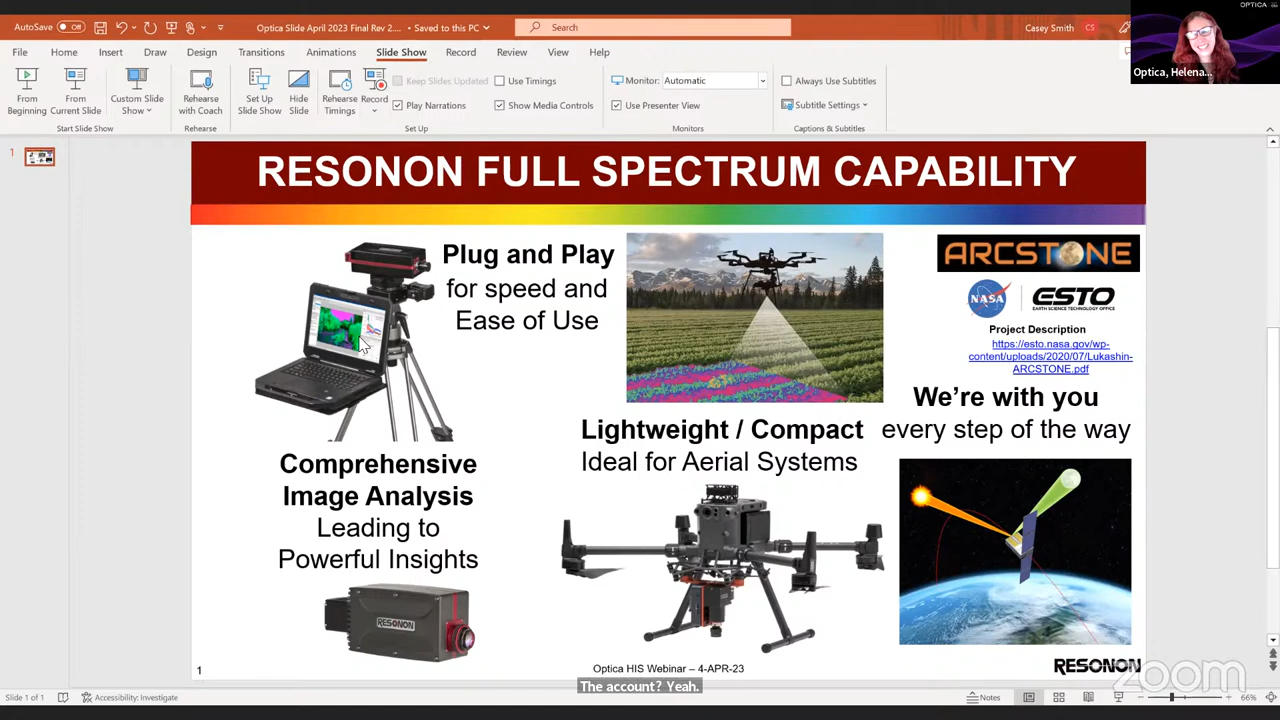 OPTICA
AutoSave Off
Optica Slide April 2023 Final Rev 2... • Saved to this PC
Search
Casey Smith CS
Optica, Helena...
File Home Insert Draw Design Transitions Animations Slide Show Record Review View Help
From Beginning
From Current Slide
Custom Slide Show
Rehearse with Coach
Set Up Slide Show
Hide Slide
Rehearse Timings
Record
Keep Slides Updated
Use Timings
Play Narrations
Show Media Controls
Monitor: Automatic
Use Presenter View
Always Use Subtitles
Subtitle Settings
Start Slide Show
Rehearse
Set Up
Monitors
Captions & Subtitles
1
RESONON FULL SPECTRUM CAPABILITY
Plug and Play
for speed and
Ease of Use
ARCSTONE
NASA
ESTO
EARTH SCIENCE TECHNOLOGY OFFICE
Project Description
https://esto.nasa.gov/wp-
content/uploads/2020/07/Lukashin-
ARCSTONE.pdf
We're with you
every step of the way
Lightweight / Compact
Ideal for Aerial Systems
Comprehensive
Image Analysis
Leading to
Powerful Insights
RESONON
1
Optica HIS Webinar – 4-APR-23
RESONON
zoom
The account? Yeah.
Slide 1 of 1
Accessibility: Investigate
Notes
66%